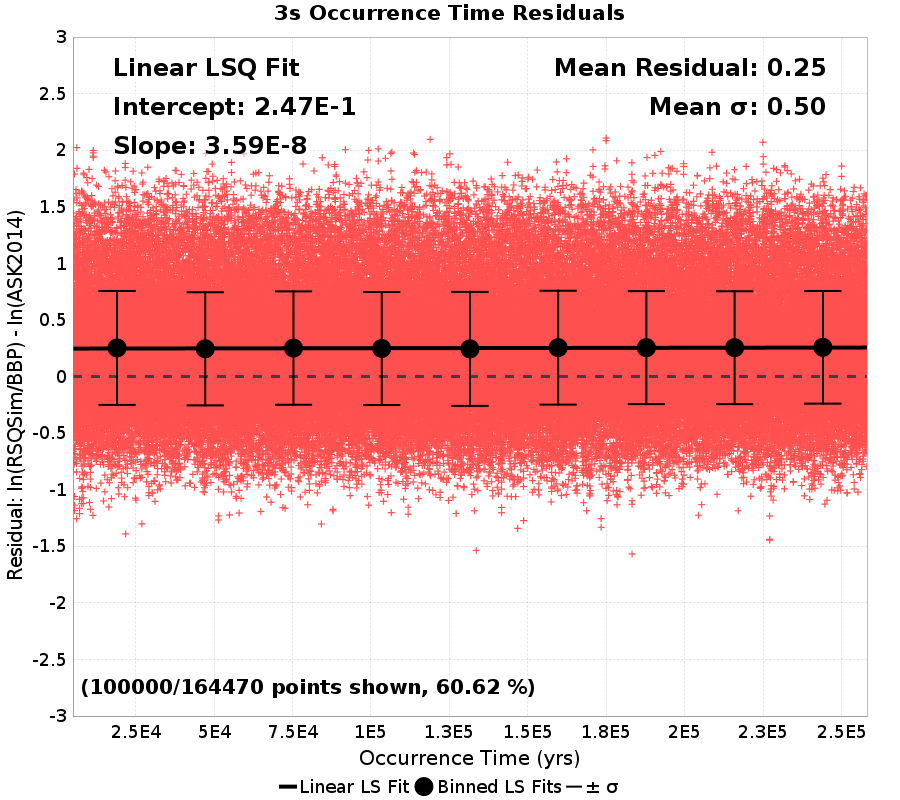 3s Occurrence Time Residuals
Linear LSQ Fit
Intercept: 2.47E-1
Slope: 3.59E-8
Mean Residual: 0.25
Mean σ: 0.50
Residual: ln(RSQSim/BBP) - ln(ASK2014)
3
2.5
2
1.5
1
0.5
0
-0.5
-1
-1.5
-2
-2.5
-3
(100000/164470 points shown, 60.62 %)
2.5E4 5E4 7.5E4 1E5 1.3E5 1.5E5 1.8E5 2E5 2.3E5 2.5E5
Occurrence Time (yrs)
Linear LS Fit Binned LS Fits ± σ